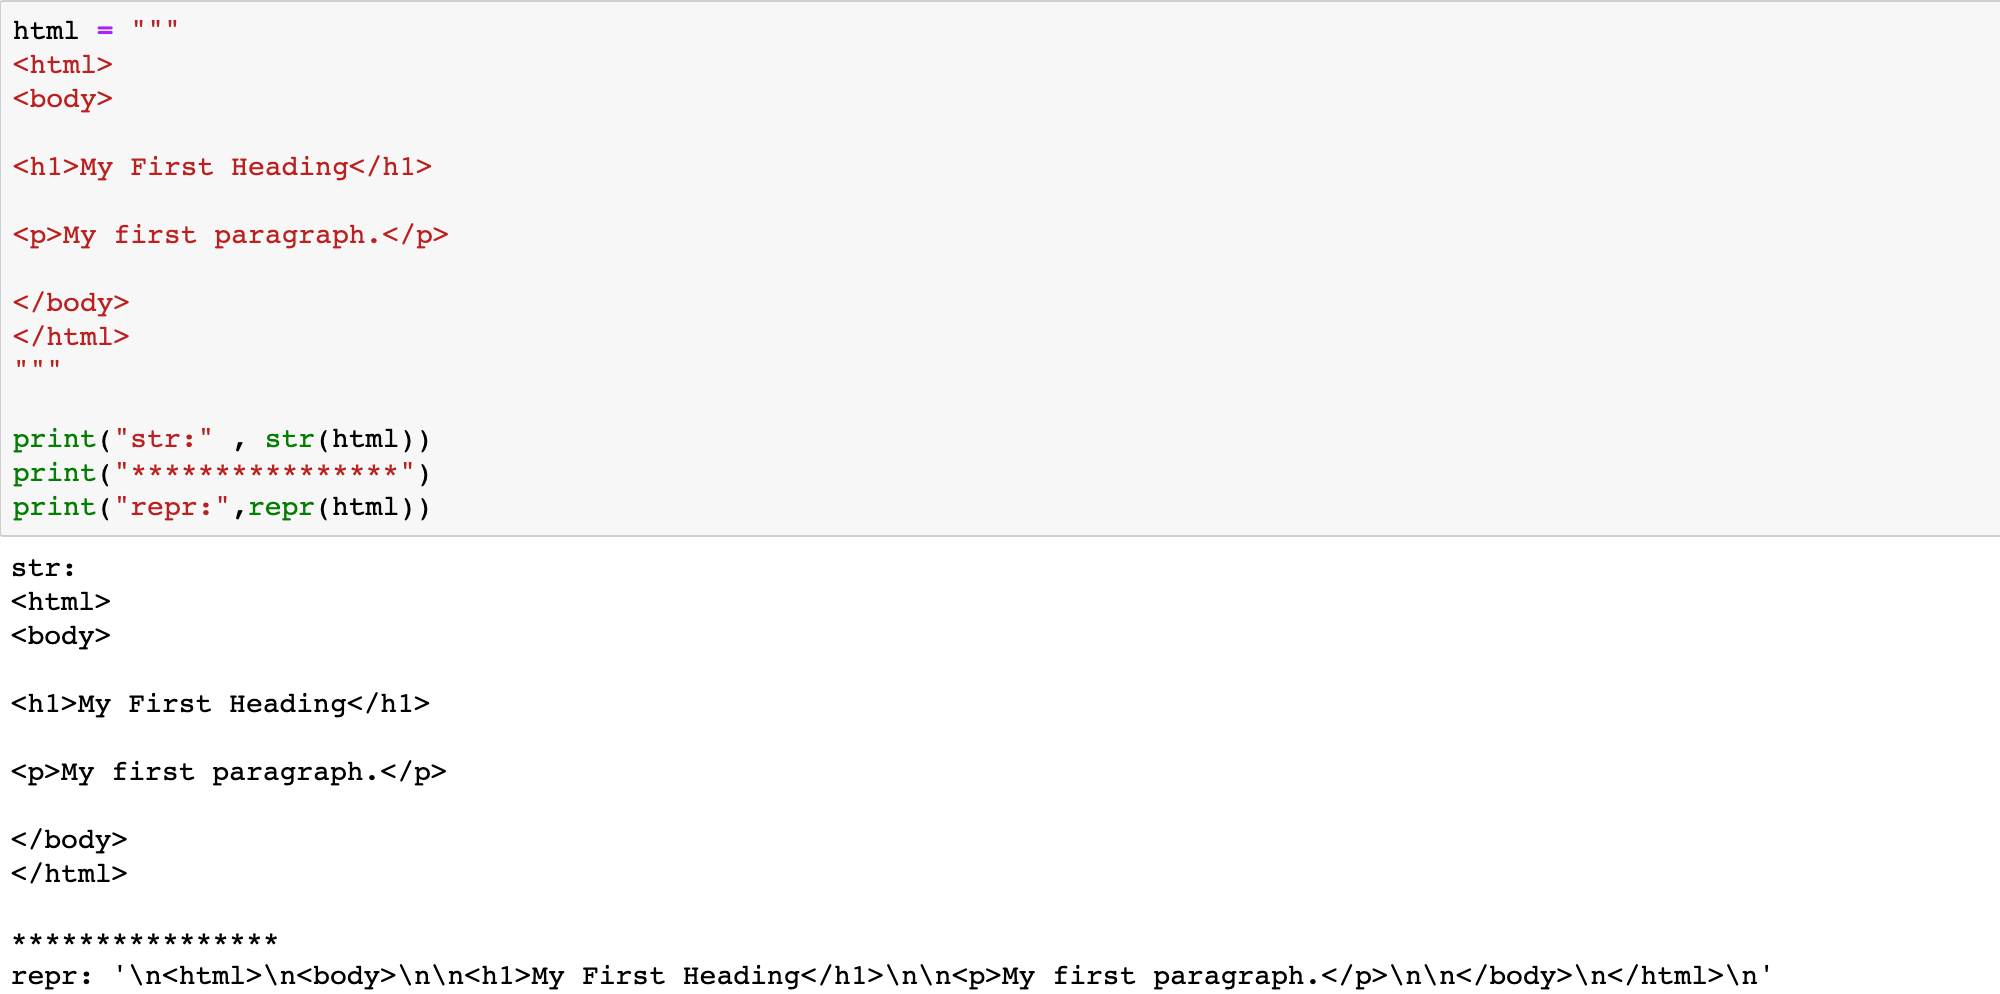 html = """
<html>
<body>

<h1>My First Heading</h1>

<p>My first paragraph.</p>

</body>
</html>
"""

print("str:" , str(html))
print("****************")
print("repr:",repr(html))
str:
<html>
<body>

<h1>My First Heading</h1>

<p>My first paragraph.</p>

</body>
</html>

****************
repr: '\n<html>\n<body>\n\n<h1>My First Heading</h1>\n\n<p>My first paragraph.</p>\n\n</body>\n</html>\n'